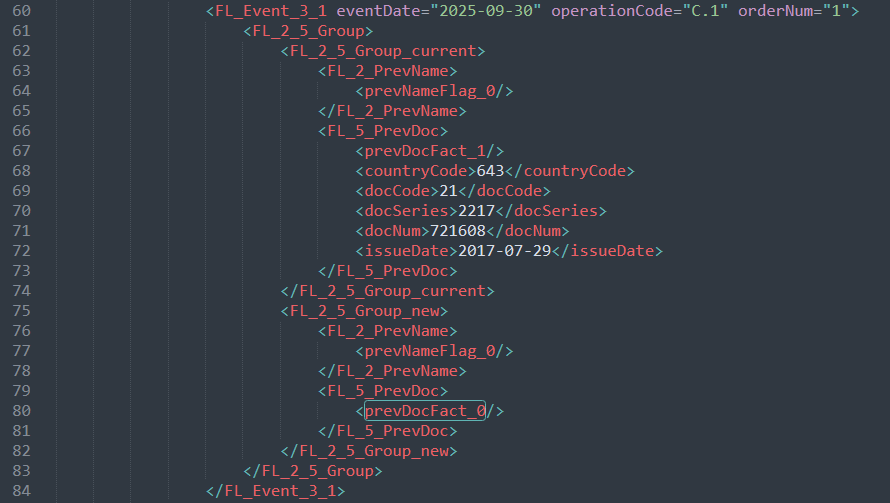 60 <FL_Event_3_1 eventDate="2025-09-30" operationCode="C.1" orderNum="1">
61 <FL_2_5_Group>
62 <FL_2_5_Group_current>
63 <FL_2_PrevName>
64 <prevNameFlag_0/>
65 </FL_2_PrevName>
66 <FL_5_PrevDoc>
67 <prevDocFact_1/>
68 <countryCode>643</countryCode>
69 <docCode>21</docCode>
70 <docSeries>2217</docSeries>
71 <docNum>721608</docNum>
72 <issueDate>2017-07-29</issueDate>
73 </FL_5_PrevDoc>
74 </FL_2_5_Group_current>
75 <FL_2_5_Group_new>
76 <FL_2_PrevName>
77 <prevNameFlag_0/>
78 </FL_2_PrevName>
79 <FL_5_PrevDoc>
80 <prevDocFact_0/>
81 </FL_5_PrevDoc>
82 </FL_2_5_Group_new>
83 </FL_2_5_Group>
84 </FL_Event_3_1>